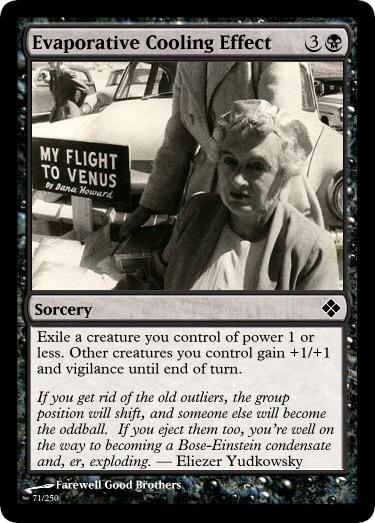 Evaporative Cooling Effect 3
MY FLIGHT
TO VENUS
by Dana Howard
Sorcery
Exile a creature you control of power 1 or
less. Other creatures you control gain +1/+1
and vigilance until end of turn.
If you get rid of the old outliers, the group
position will shift, and someone else will become
the oddball.  If you eject them too, you're well on
the way to becoming a Bose-Einstein condensate
and, er, exploding. — Eliezer Yudkowsky
Farewell Good Brothers
71/250